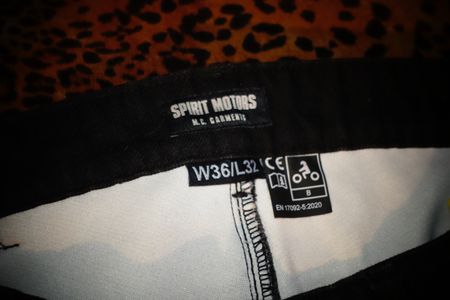 SPIRIT MOTORS
M.C. GARMENTS
W36/L32
CE
B
EN 17092-5:2020